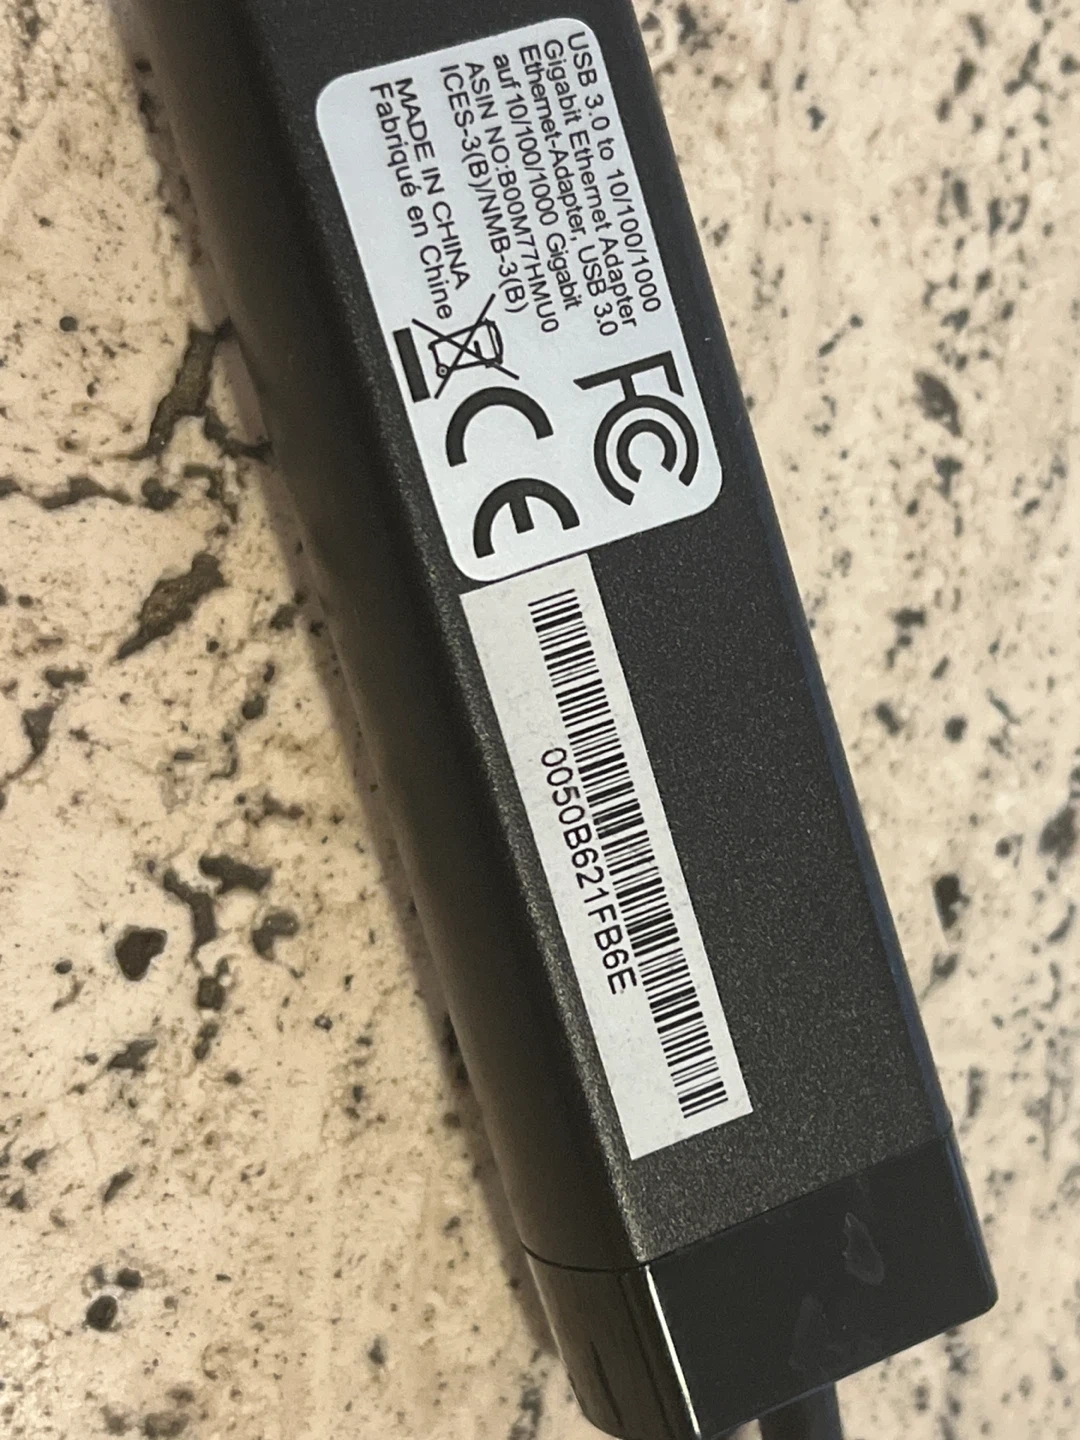 USB 3.0 to 10/100/1000
Gigabit Ethernet Adapter
Ethernet-Adapter, USB 3.0
auf 10/100/1000 Gigabit
ASIN NO:B00M77HMU0
ICES-3(B)/NMB-3(B)
MADE IN CHINA
Fabriqué en Chine
FC
CE
0050B621FB6E